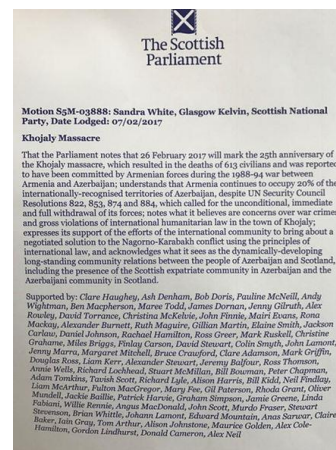 The Scottish
Parliament
Motion S5M-03888: Sandra White, Glasgow Kelvin, Scottish National
Party, Date Lodged: 07/02/2017
Khojaly Massacre
That the Parliament notes that 26 February 2017 will mark the 25th anniversary of
the Khojaly massacre, which resulted in the deaths of 613 civilians and was reported
to have been committed by Armenian forces during the 1988-94 war between
Armenia and Azerbaijan; understands that Armenia continues to occupy 20% of the
internationally-recognised territories of Azerbaijan, despite UN Security Council
Resolutions 822, 853, 874 and 884, which called for the unconditional, immediate
and full withdrawal of its forces; notes what it believes are concerns over war crimes
and gross violations of international humanitarian law in the town of Khojaly;
expresses its support of the efforts of the international community to bring about a
negotiated solution to the Nagorno-Karabakh conflict using the principles of
international law, and acknowledges what it sees as the dynamically-developing
long-standing community relations between the people of Azerbaijan and Scotland,
including the presence of the Scottish expatriate community in Azerbaijan and the
Azerbaijani community in Scotland.
Supported by: Clare Haughey, Ash Denham, Bob Doris, Pauline McNeill, Andy
Wightman, Ben Macpherson, Maree Todd, James Dornan, Jenny Gilruth, Alex
Rowley, David Torrance, Christina McKelvie, John Finnie, Mairi Evans, Rona
Mackay, Alexander Burnett, Ruth Maguire, Gillian Martin, Elaine Smith, Jackson
Carlaw, Daniel Johnson, Rachael Hamilton, Ross Greer, Mark Ruskell, Christine
Grahame, Miles Briggs, Finlay Carson, David Stewart, Colin Smyth, John Lamont,
Jenny Marra, Margaret Mitchell, Bruce Crawford, Clare Adamson, Mark Griffin,
Douglas Ross, Liam Kerr, Alexander Stewart, Jeremy Balfour, Ross Thomson,
Annie Wells, Richard Lochhead, Stuart McMillan, Bill Bowman, Peter Chapman,
Adam Tomkins, Tavish Scott, Richard Lyle, Alison Harris, Bill Kidd, Neil Findlay,
Liam McArthur, Fulton MacGregor, Mary Fee, Gil Paterson, Rhoda Grant, Oliver
Mundell, Jackie Baillie, Patrick Harvie, Graham Simpson, Jamie Greene, Linda
Fabiani, Willie Rennie, Angus MacDonald, John Scott, Murdo Fraser, Stewart
Stevenson, Brian Whittle, Johann Lamont, Edward Mountain, Anas Sarwar, Claire
Baker, Iain Gray, Tom Arthur, Alison Johnstone, Maurice Golden, Alex Cole-
Hamilton, Gordon Lindhurst, Donald Cameron, Alex Neil